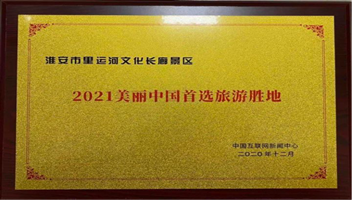 淮安市里运河文化长廊景区
2021美丽中国首选旅游胜地
中国互联网新闻中心
二〇二〇年十二月